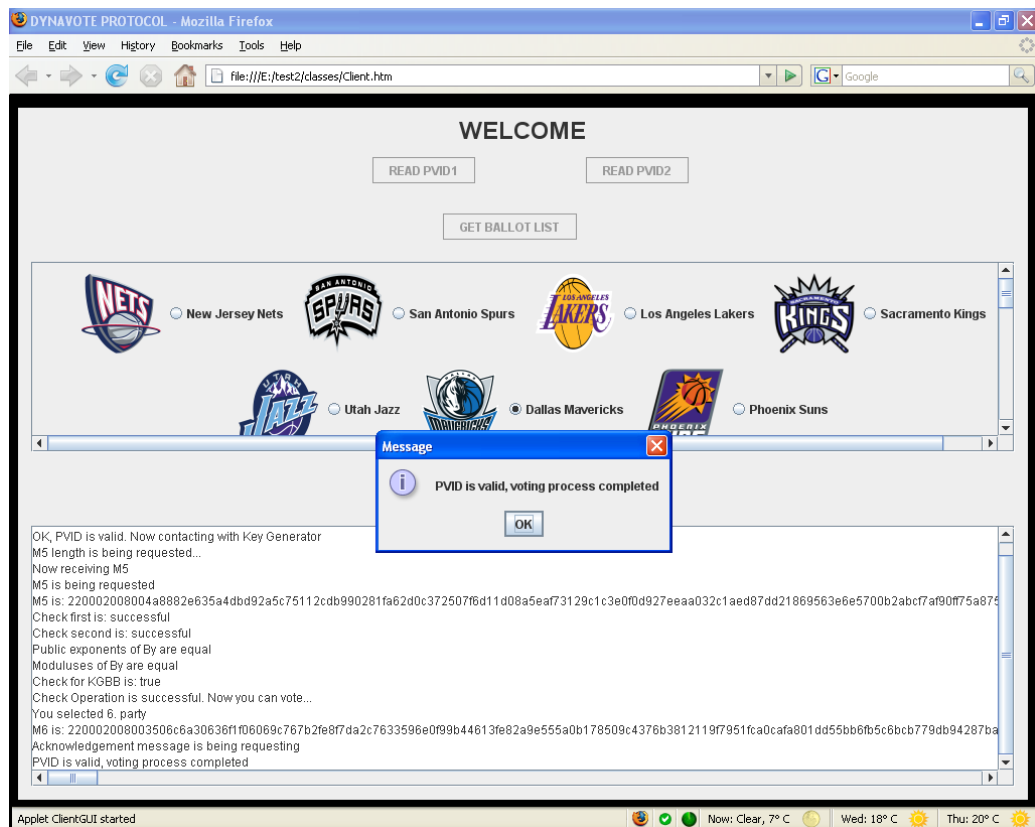 DYNAVOTE PROTOCOL - Mozilla Firefox
File Edit View History Bookmarks Tools Help
file:///E:/test2/classes/Client.htm
G Google
WELCOME
READ PVID1 READ PVID2
GET BALLOT LIST
NETS New Jersey Nets SAN ANTONIO SPURS San Antonio Spurs LOS ANGELES LAKERS Los Angeles Lakers SACRAMENTO KINGS Sacramento Kings
UTAH JAZZ Utah Jazz DALLAS MAVERICKS Dallas Mavericks PHOENIX Phoenix Suns
Message
PVID is valid, voting process completed
OK
OK, PVID is valid. Now contacting with Key Generator
M5 length is being requested...
Now receiving M5
M5 is being requested
M5 is: 220002008004a8882e635a4dbd92a5c75112cdb990281fa62d0c372507f6d11d08a5eaf73129c1c3e0f0d927eeaa032c1aed87dd21869563e6e5700b2abcf7af90ff75a875
Check first is: successful
Check second is: successful
Public exponents of By are equal
Moduluses of By are equal
Check for KGBB is: true
Check Operation is successful. Now you can vote...
You selected 6. party
M6 is: 220002008003506c6a30636f1f06069c767b2fe8f7da2c7633596e0f99b44613fe82a9e555a0b178509c4376b3812119f7951fca0cafa801dd55bb6fb5c6bcb779db94287ba
Acknowledgement message is being requesting
PVID is valid, voting process completed
Applet ClientGUI started Now: Clear, 7° C Wed: 18° C Thu: 20° C